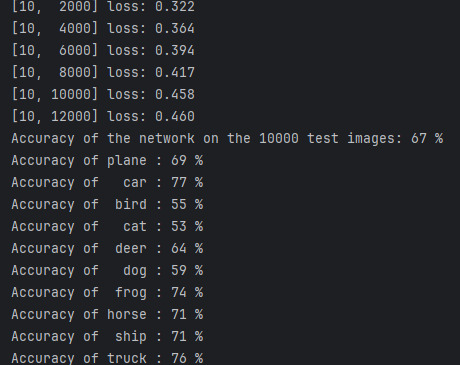 [10,  2000] loss: 0.322
[10,  4000] loss: 0.364
[10,  6000] loss: 0.394
[10,  8000] loss: 0.417
[10, 10000] loss: 0.458
[10, 12000] loss: 0.460
Accuracy of the network on the 10000 test images: 67 %
Accuracy of plane : 69 %
Accuracy of   car : 77 %
Accuracy of  bird : 55 %
Accuracy of   cat : 53 %
Accuracy of  deer : 64 %
Accuracy of   dog : 59 %
Accuracy of  frog : 74 %
Accuracy of horse : 71 %
Accuracy of  ship : 71 %
Accuracy of truck : 76 %